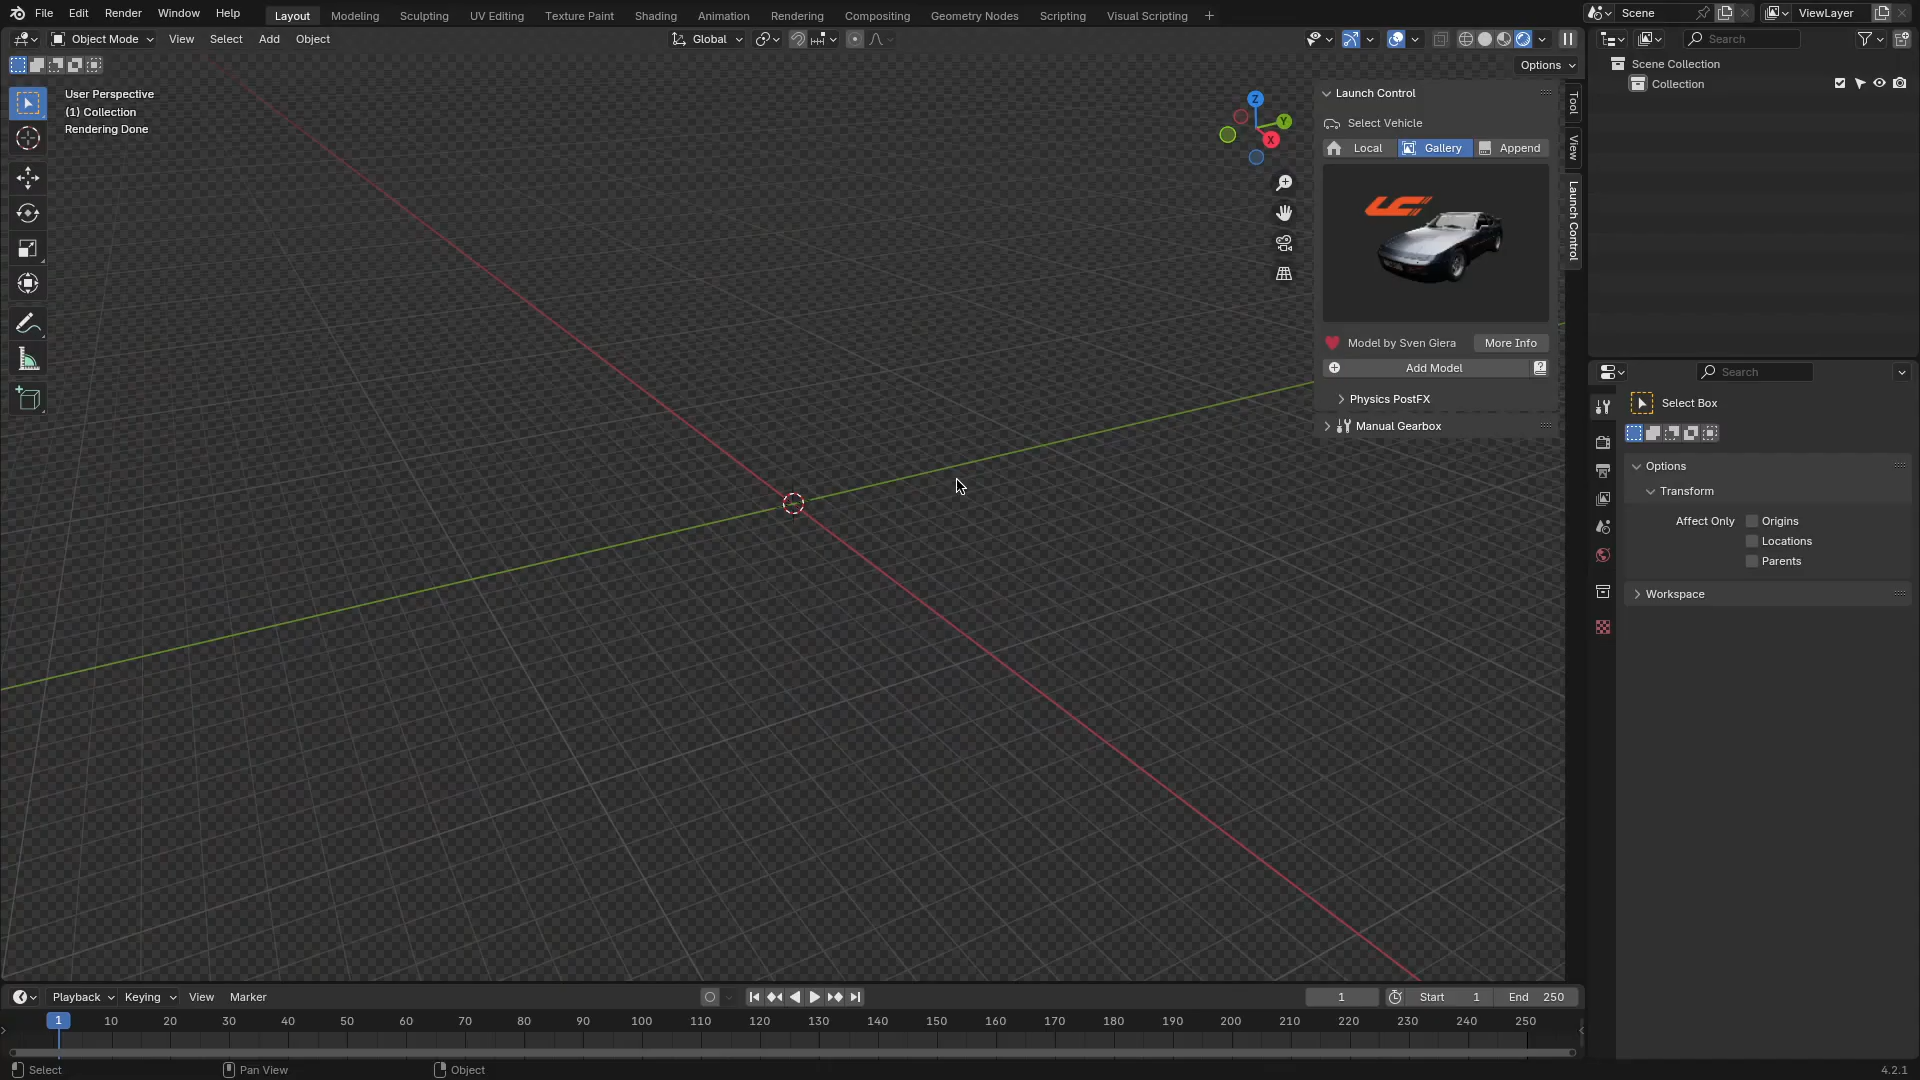 File Edit Render Window Help Layout Modeling Sculpting UV Editing Texture Paint Shading Animation Rendering Compositing Geometry Nodes Scripting Visual Scripting + Scene ViewLayer
Object Mode View Select Add Object Global Search
Options
User Perspective
(1) Collection
Rendering Done
Z
Y
X
Launch Control
Select Vehicle
Local Gallery Append
LC
Model by Sven Giera More Info
Add Model
Physics PostFX
Manual Gearbox
Tool
View
Launch Control
Scene Collection
Collection
Search
Select Box
Options
Transform
Affect Only Origins
Locations
Parents
Workspace
Playback Keying View Marker 1 Start 1 End 250
1 10 20 30 40 50 60 70 80 90 100 110 120 130 140 150 160 170 180 190 200 210 220 230 240 250
Select Pan View Object 4.2.1